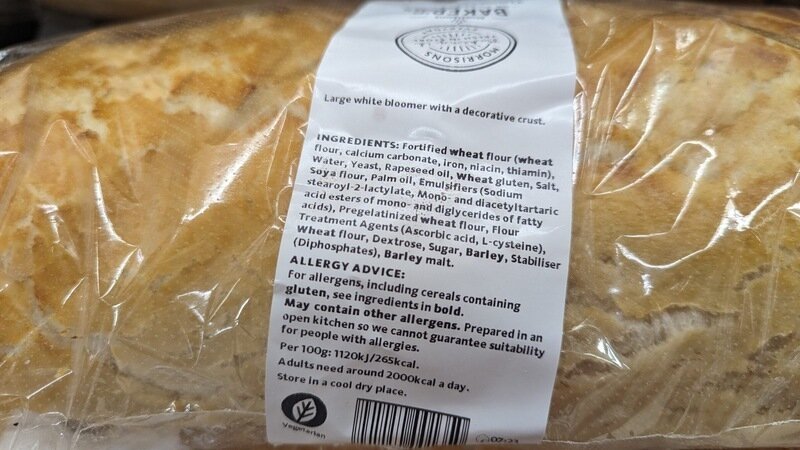 BAKER'S
MORRISONS
Large white bloomer with a decorative crust.
INGREDIENTS: Fortified wheat flour (wheat
flour, calcium carbonate, iron, niacin, thiamin),
Water, Yeast, Rapeseed oil, Wheat gluten, Salt,
Soya flour, Palm oil, Emulsifiers (Sodium
stearoyl-2-lactylate, Mono- and diacetyltartaric
acid esters of mono- and diglycerides of fatty
acids), Pregelatinized wheat flour, Flour
Treatment Agents (Ascorbic acid, L-cysteine),
Wheat flour, Dextrose, Sugar, Barley, Stabiliser
(Diphosphates), Barley malt.
ALLERGY ADVICE:
For allergens, including cereals containing
gluten, see ingredients in bold.
May contain other allergens. Prepared in an
open kitchen so we cannot guarantee suitability
for people with allergies.
Per 100g: 1120kJ/265kcal.
Adults need around 2000kcal a day.
Store in a cool dry place.
Vegetarian